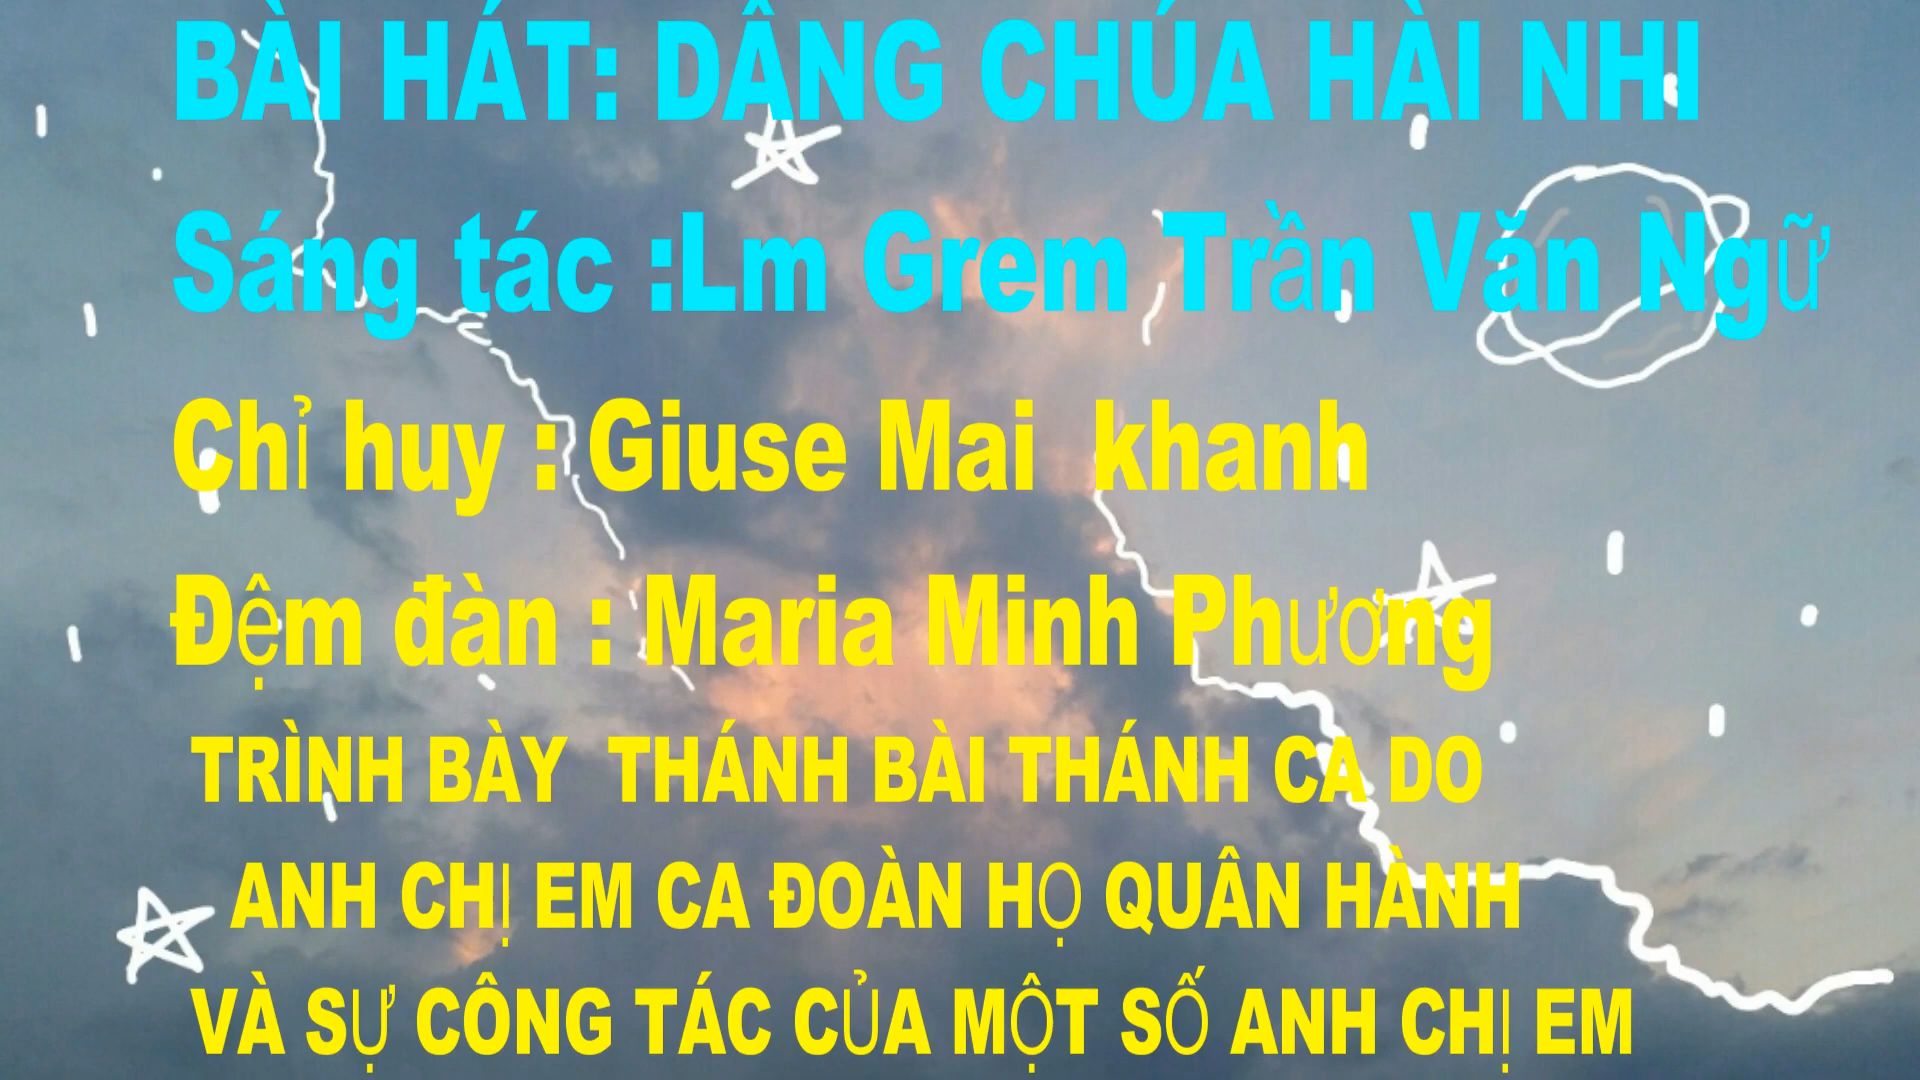 BÀI HÁT: DÂNG CHÚA HÀI NHI
Sáng tác :Lm Grem Trần Văn Ngữ
Chỉ huy : Giuse Mai khanh
Đệm đàn : Maria Minh Phương
TRÌNH BÀY THÁNH BÀI THÁNH CA DO
ANH CHỊ EM CA ĐOÀN HỌ QUÂN HÀNH
VÀ SỰ CÔNG TÁC CỦA MỘT SỐ ANH CHỊ EM